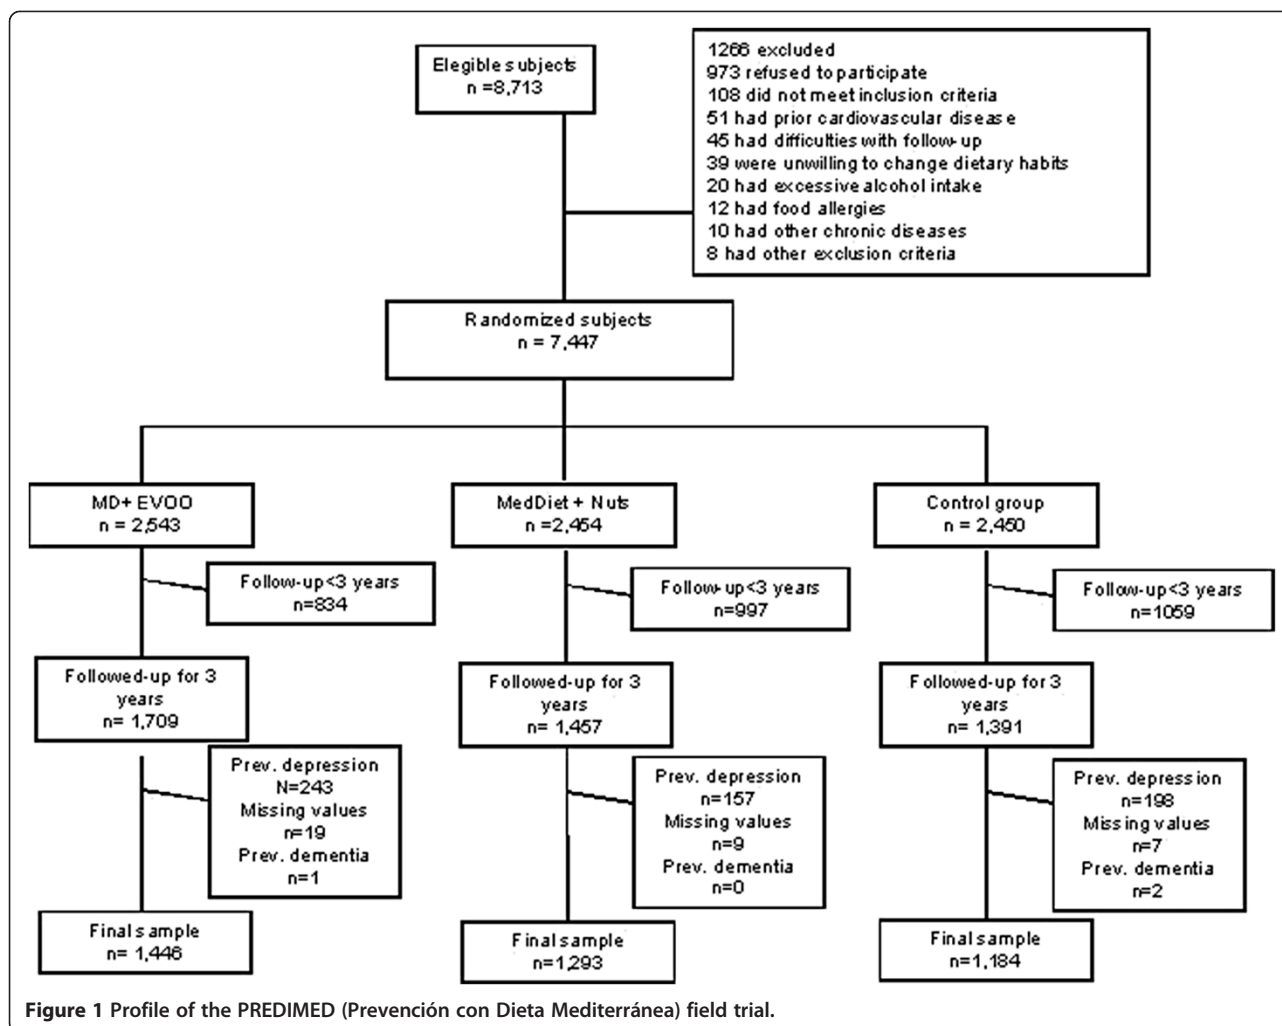 Elegible subjects
n =8,713
1266 excluded
973 refused to participate
108 did not meet inclusion criteria
51 had prior cardiovascular disease
45 had difficulties with follow-up
39 were unwilling to change dietary habits
20 had excessive alcohol intake
12 had food allergies
10 had other chronic diseases
8 had other exclusion criteria
Randomized subjects
n = 7,447
MD+ EVOO
n = 2,543
MedDiet + Nuts
n =2,454
Control group
n = 2,450
Follow-up<3 years
n=834
Follow-up<3 years
n=997
Follow-up<3 years
n=1059
Followed-up for 3
years
n= 1,709
Followed-up for 3
years
n= 1,457
Followed-up for 3
years
n= 1,391
Prev. depression
N=243
Missing values
n=19
Prev. dementia
n=1
Prev. depression
n=157
Missing values
n=9
Prev. dementia
n=0
Prev. depression
n=198
Missing values
n=7
Prev. dementia
n=2
Final sample
n= 1,446
Final sample
n=1,293
Final sample
n=1,184
Figure 1 Profile of the PREDIMED (Prevención con Dieta Mediterránea) field trial.